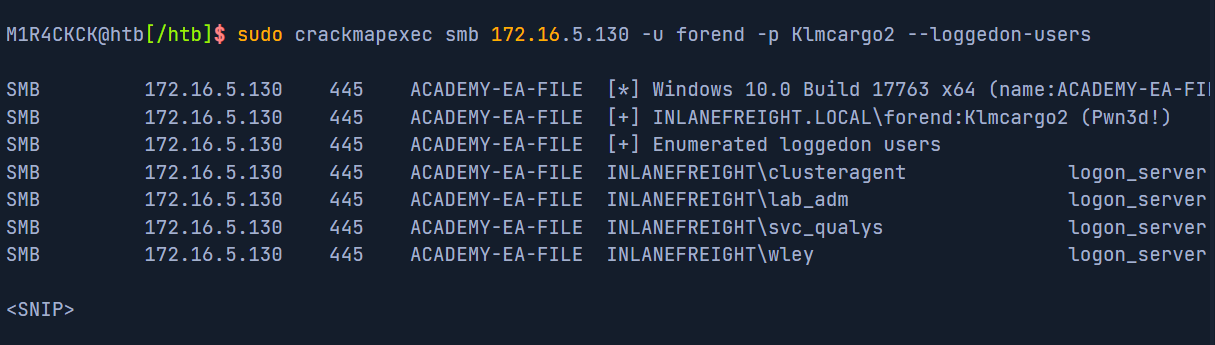 M1R4CKCK@htb[/htb]$ sudo crackmapexec smb 172.16.5.130 -u forend -p Klmcargo2 --loggedon-users
SMB 172.16.5.130 445 ACADEMY-EA-FILE [*] Windows 10.0 Build 17763 x64 (name:ACADEMY-EA-FI
SMB 172.16.5.130 445 ACADEMY-EA-FILE [+] INLANEFREIGHT.LOCAL\forend:Klmcargo2 (Pwn3d!)
SMB 172.16.5.130 445 ACADEMY-EA-FILE [+] Enumerated loggedon users
SMB 172.16.5.130 445 ACADEMY-EA-FILE INLANEFREIGHT\clusteragent logon_server
SMB 172.16.5.130 445 ACADEMY-EA-FILE INLANEFREIGHT\lab_adm logon_server
SMB 172.16.5.130 445 ACADEMY-EA-FILE INLANEFREIGHT\svc_qualys logon_server
SMB 172.16.5.130 445 ACADEMY-EA-FILE INLANEFREIGHT\wley logon_server
<SNIP>